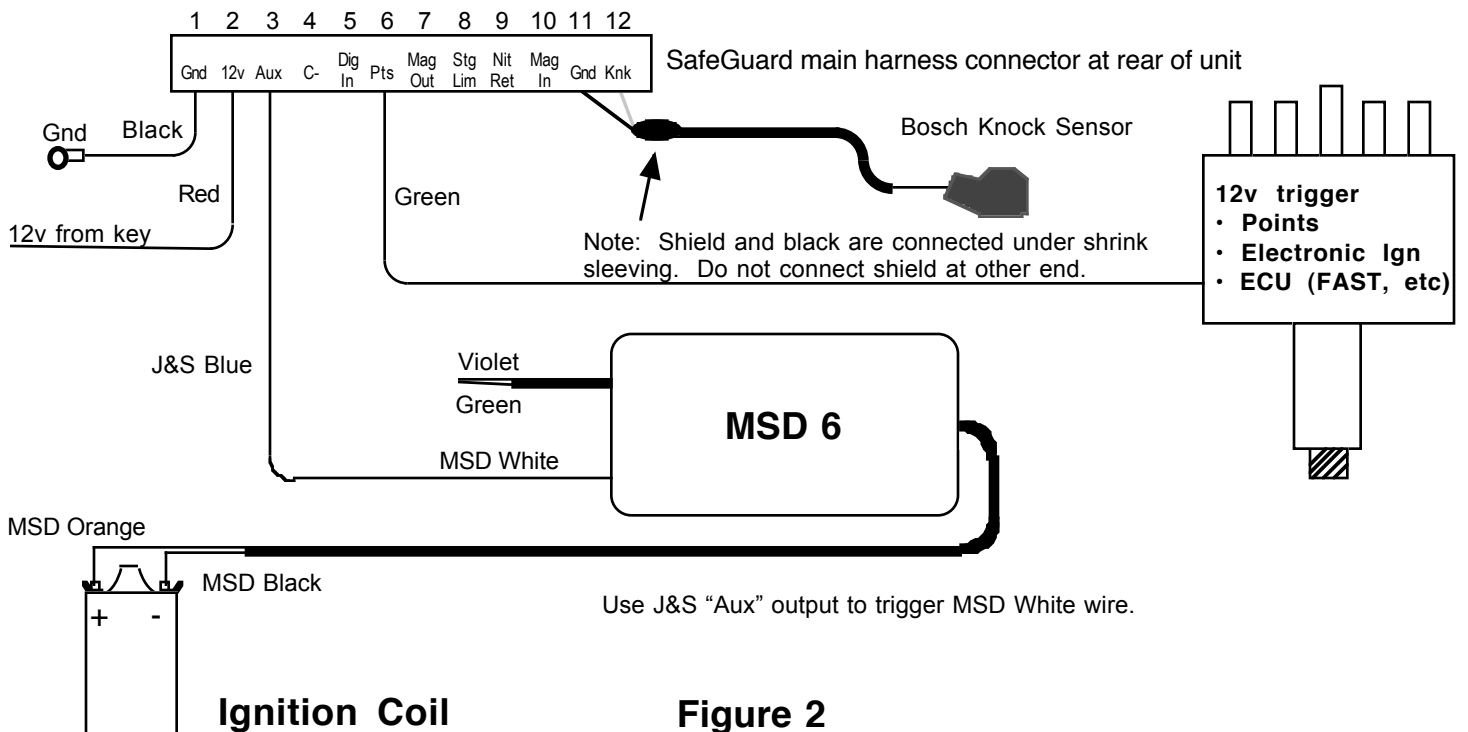 1 2 3 4 5 6 7 8 9 10 11 12
Gnd 12v Aux C- Dig In Pts Mag Out Stg Lim Nit Ret Mag In Gnd Knk
SafeGuard main harness connector at rear of unit
Gnd
Black
Bosch Knock Sensor
Red
Green
12v from key
Note: Shield and black are connected under shrink
sleeving. Do not connect shield at other end.
12v trigger
· Points
· Electronic Ign
· ECU (FAST, etc)
J&S Blue
Violet
Green
MSD 6
MSD White
MSD Orange
MSD Black
Use J&S “Aux” output to trigger MSD White wire.
+ -
Ignition Coil
Figure 2